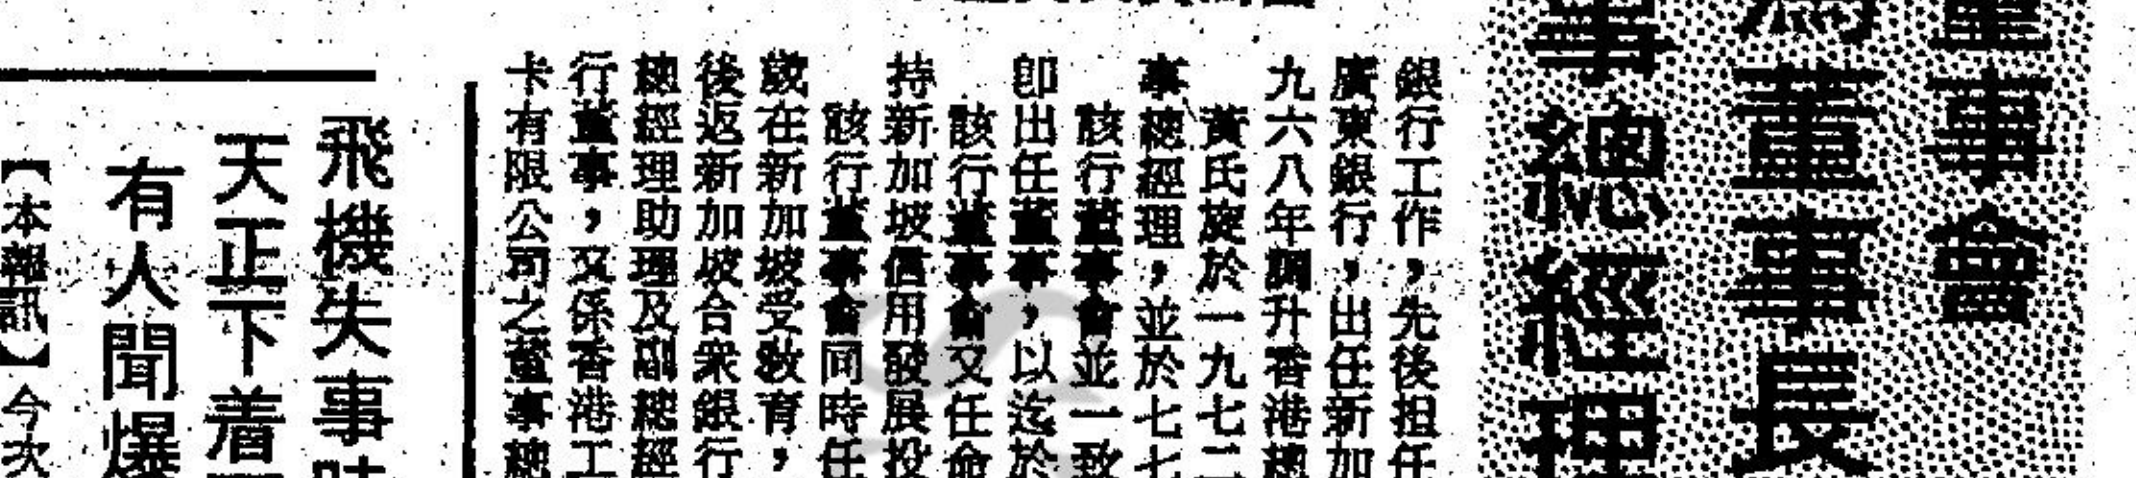 董事會
為董事長
事總經理
銀行工作，先後担任
廣東銀行，出任新加
九六八年調升香港總
黃氏旋於一九七二
事總經理，並於七七
該行董事會並一致
卽出任董事，以迄於
該行董事會又任命
持新加坡信用發展投
該行董事會同時任
歲在新加坡受敎育，
後返新加坡合衆銀行
總經理助理及副總經
行董事，又係香港工
卡有限公司之董事總
飛機失事時
天正下着
有人聞爆
【本報訊】今次